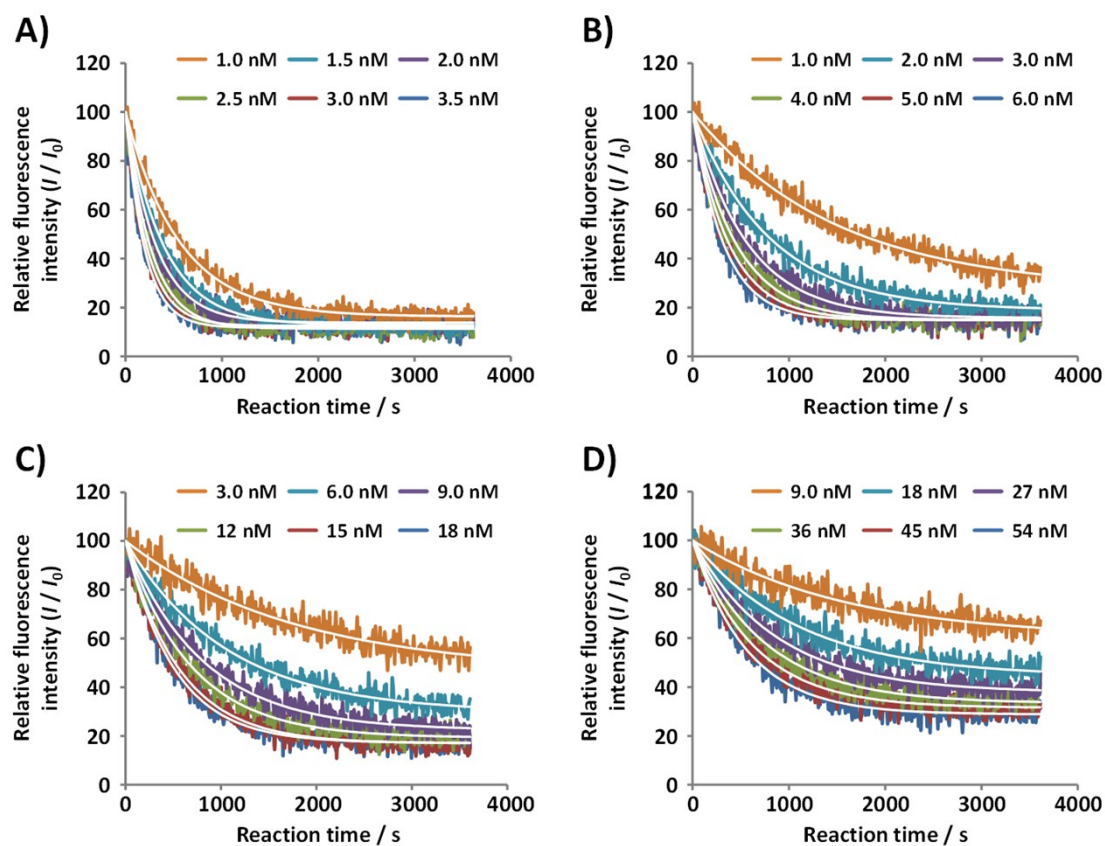 A)
120
100
80
60
40
20
0
1.0 nM 1.5 nM 2.0 nM
2.5 nM 3.0 nM 3.5 nM
Relative fluorescence
intensity (I / I0)
0 1000 2000 3000 4000
Reaction time / s
B)
120
100
80
60
40
20
0
1.0 nM 2.0 nM 3.0 nM
4.0 nM 5.0 nM 6.0 nM
Relative fluorescence
intensity (I / I0)
0 1000 2000 3000 4000
Reaction time / s
C)
120
100
80
60
40
20
0
3.0 nM 6.0 nM 9.0 nM
12 nM 15 nM 18 nM
Relative fluorescence
intensity (I / I0)
0 1000 2000 3000 4000
Reaction time / s
D)
120
100
80
60
40
20
0
9.0 nM 18 nM 27 nM
36 nM 45 nM 54 nM
Relative fluorescence
intensity (I / I0)
0 1000 2000 3000 4000
Reaction time / s